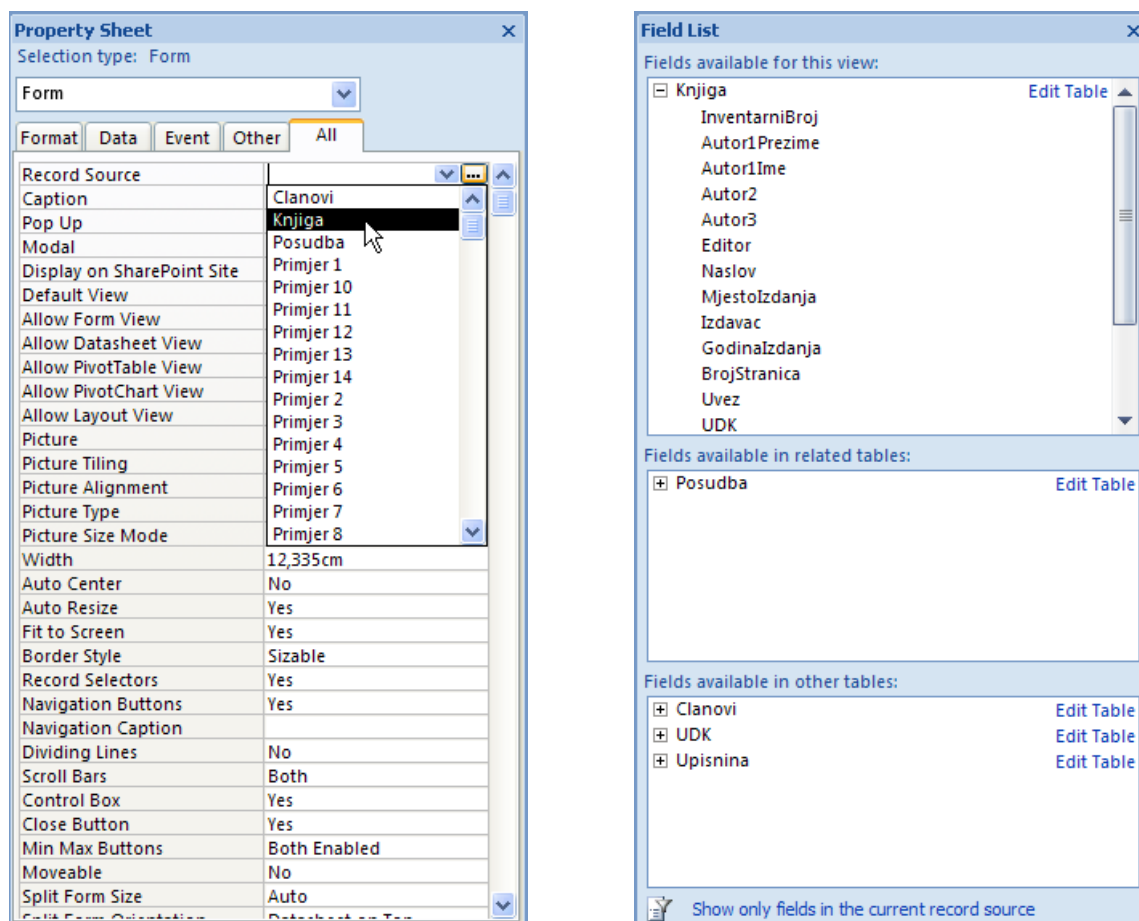 Property Sheet
Selection type: Form
Form
Format Data Event Other All
Record Source
Caption
Pop Up
Modal
Display on SharePoint Site
Default View
Allow Form View
Allow Datasheet View
Allow PivotTable View
Allow PivotChart View
Allow Layout View
Picture
Picture Tiling
Picture Alignment
Picture Type
Picture Size Mode
Clanovi
Knjiga
Posudba
Primjer 1
Primjer 10
Primjer 11
Primjer 12
Primjer 13
Primjer 14
Primjer 2
Primjer 3
Primjer 4
Primjer 5
Primjer 6
Primjer 7
Primjer 8
Width 12,335cm
Auto Center No
Auto Resize Yes
Fit to Screen Yes
Border Style Sizable
Record Selectors Yes
Navigation Buttons Yes
Navigation Caption
Dividing Lines No
Scroll Bars Both
Control Box Yes
Close Button Yes
Min Max Buttons Both Enabled
Moveable No
Split Form Size Auto
Split Form Orientation Datasheet on Top
Field List
Fields available for this view:
Knjiga Edit Table
InventarniBroj
Autor1Prezime
Autor1Ime
Autor2
Autor3
Editor
Naslov
MjestoIzdanja
Izdavac
GodinaIzdanja
BrojStranica
Uvez
UDK
Fields available in related tables:
Posudba Edit Table
Fields available in other tables:
Clanovi Edit Table
UDK Edit Table
Upisnina Edit Table
Show only fields in the current record source